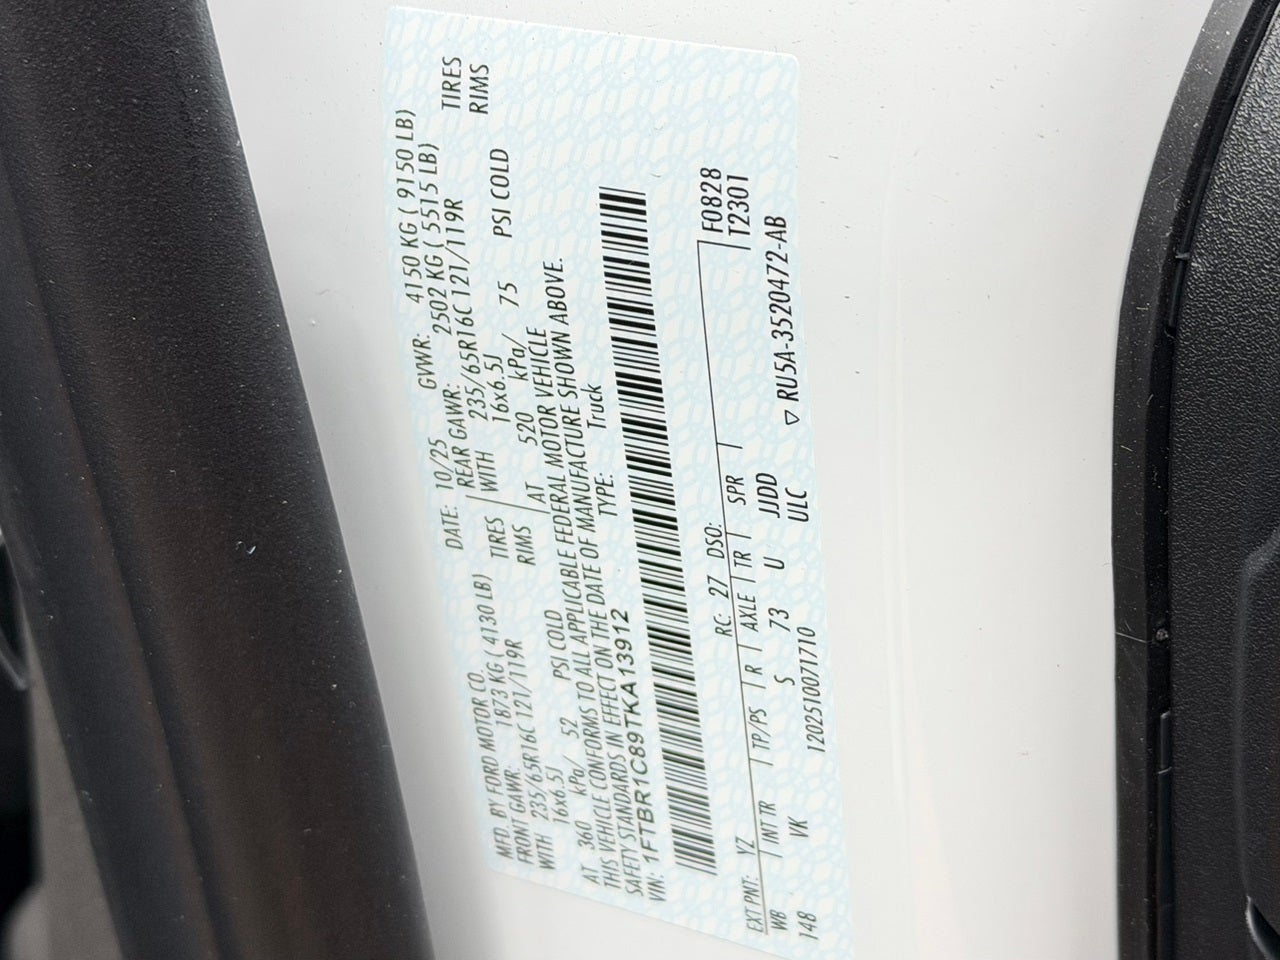 MFD. BY FORD MOTOR CO. DATE: 10/25 GVWR: 4150 KG ( 9150 LB)
FRONT GAWR: 1873 KG ( 4130 LB) REAR GAWR: 2502 KG ( 5515 LB)
WITH 235/65R16C 121/119R TIRES WITH 235/65R16C 121/119R TIRES
16x6.5J RIMS 16x6.5J RIMS
AT 360 kPa/ 52 PSI COLD AT 520 kPa/ 75 PSI COLD
THIS VEHICLE CONFORMS TO ALL APPLICABLE FEDERAL MOTOR VEHICLE
SAFETY STANDARDS IN EFFECT ON THE DATE OF MANUFACTURE SHOWN ABOVE.
VIN: 1FTBR1C89TKA13912 TYPE: Truck
EXT PNT: YZ RC: 27 DSO: F0828
WB INT TR TP/PS R AXLE TR SPR T2301
148 VK S 73 U JJDD
120251007171O ULC ▽ RU5A-3520472-AB